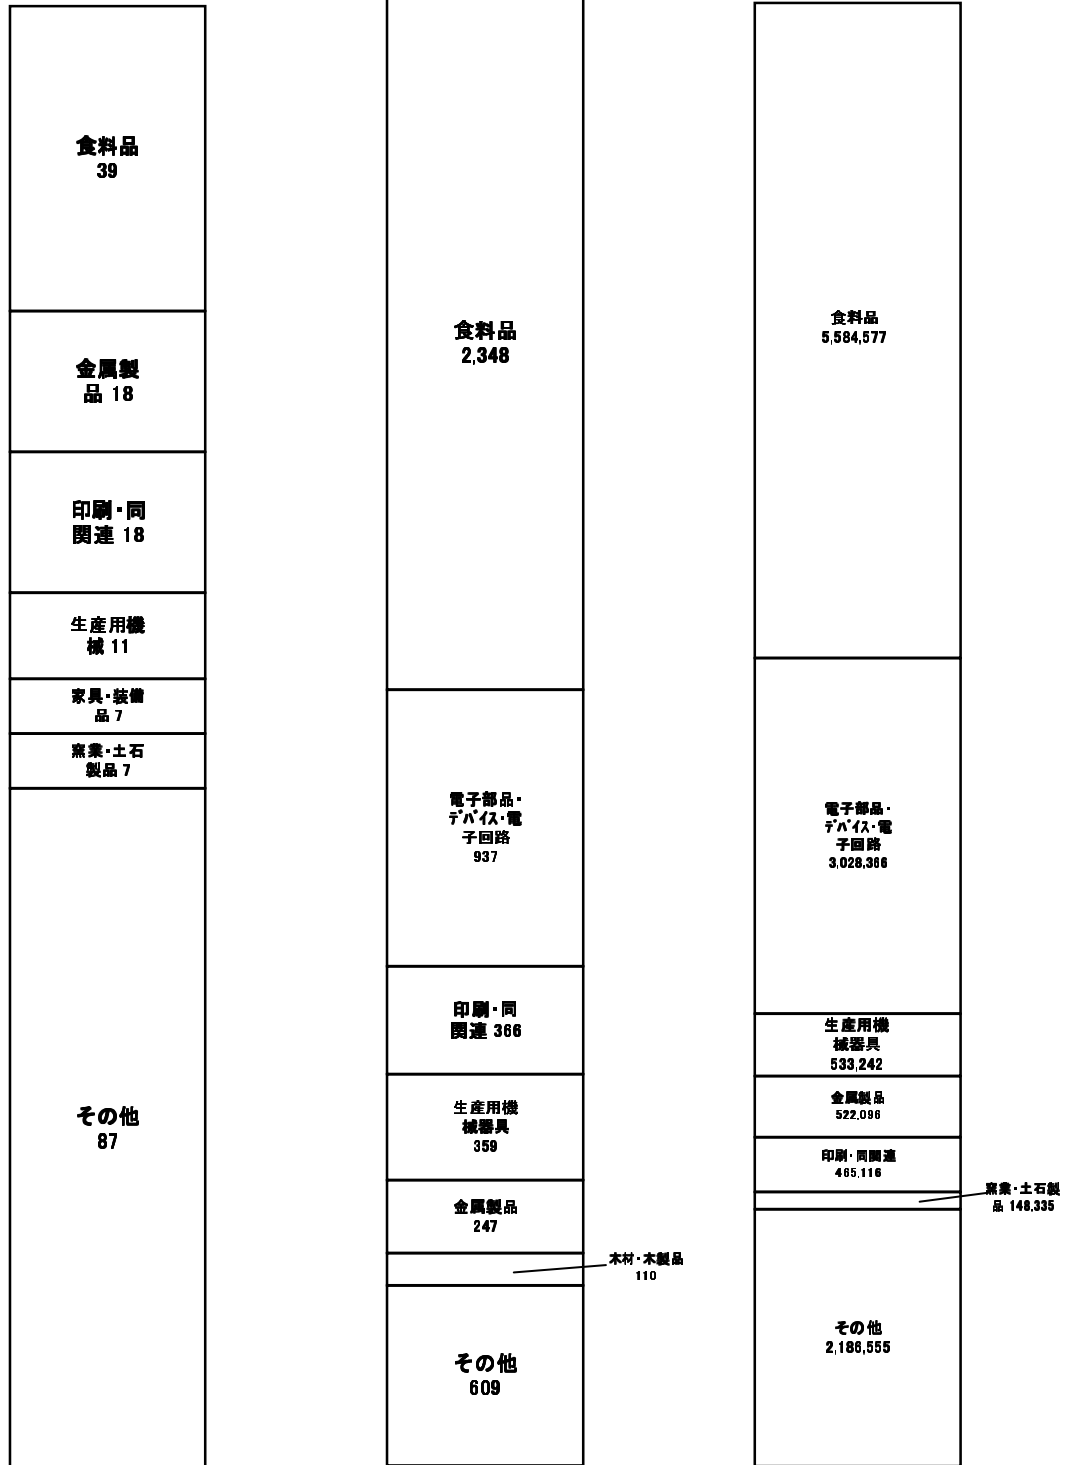 食料品
39
金属製
品 18
印刷・同
関連 18
生産用機
械 11
家具・装備
品 7
窯業・土石
製品 7
その他
87
食料品
2,348
電子部品・
デバイス・電
子回路
937
印刷・同
関連 366
生産用機
械器具
359
金属製品
247
木材・木製品
110
その他
609
食料品
5,584,577
電子部品・
デバイス・電
子回路
3,028,366
生産用機
械器具
533,242
金属製品
522,096
印刷・同関連
465,116
窯業・土石製
品 148,335
その他
2,186,555